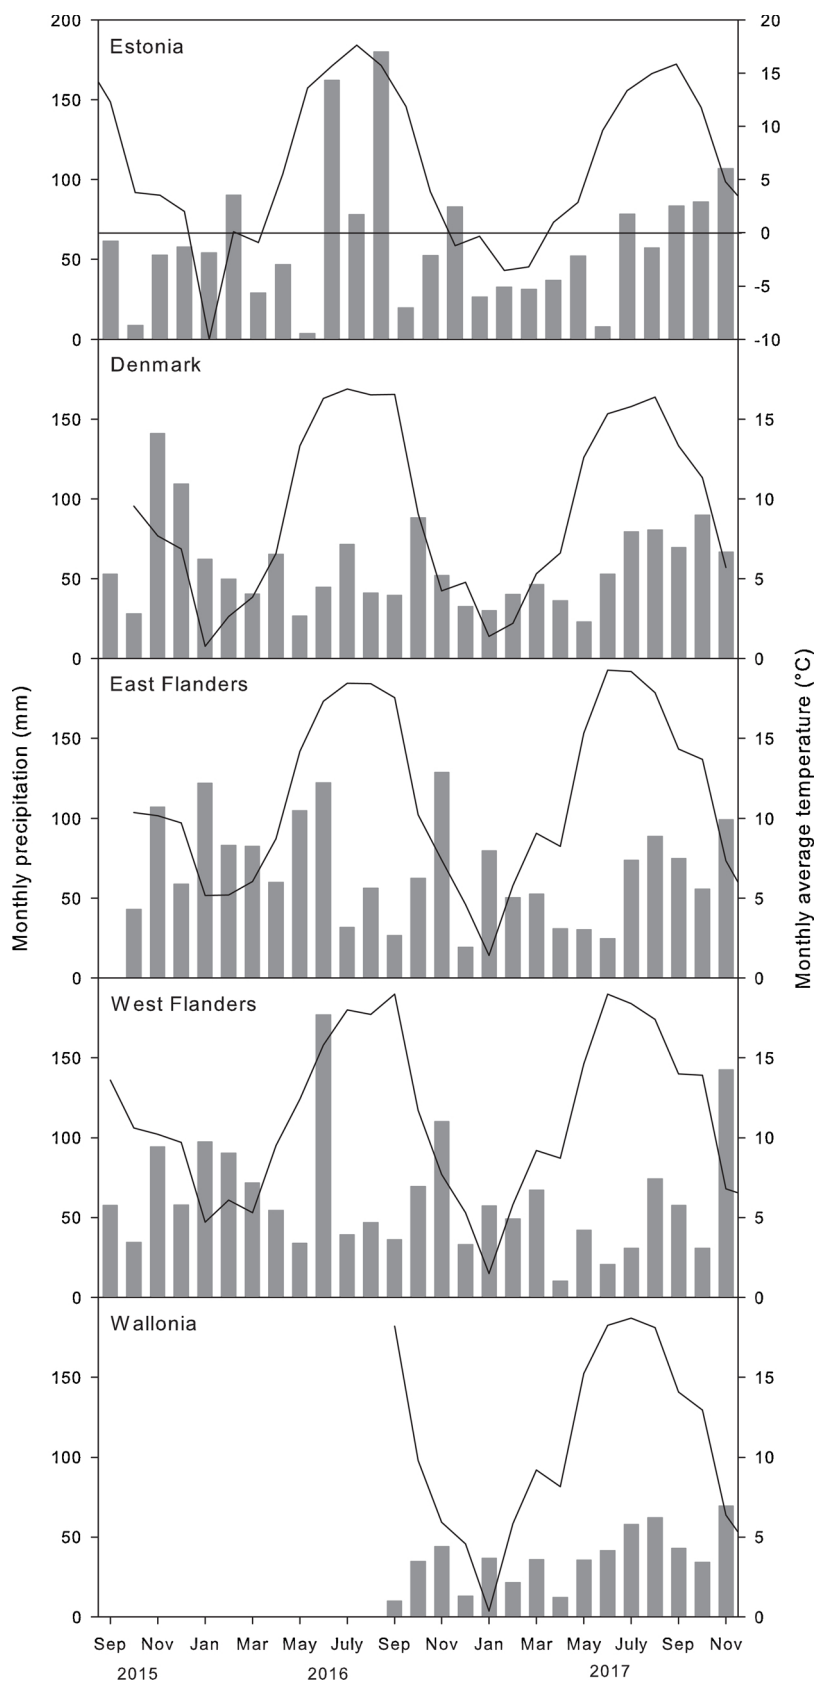 200 20
Estonia
150 15
10
100 5
0
50 -5
0 -10
Denmark
150 15
100 10
50 5
0 0
East Flanders
150 15
100 10
50 5
0 0
Monthly precipitation (mm)
Monthly average temperature (°C)
West Flanders
150 15
100 10
50 5
0 0
Wallonia
150 15
100 10
50 5
0 0
Sep Nov Jan Mar May July Sep Nov Jan Mar May July Sep Nov
2015 2016 2017